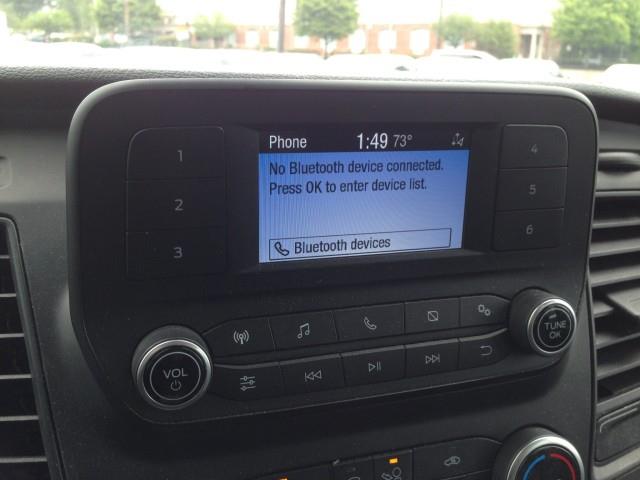 Phone 1:49 73°
No Bluetooth device connected.
Press OK to enter device list.
Bluetooth devices
1
2
3
4
5
6
VOL
TUNE
OK